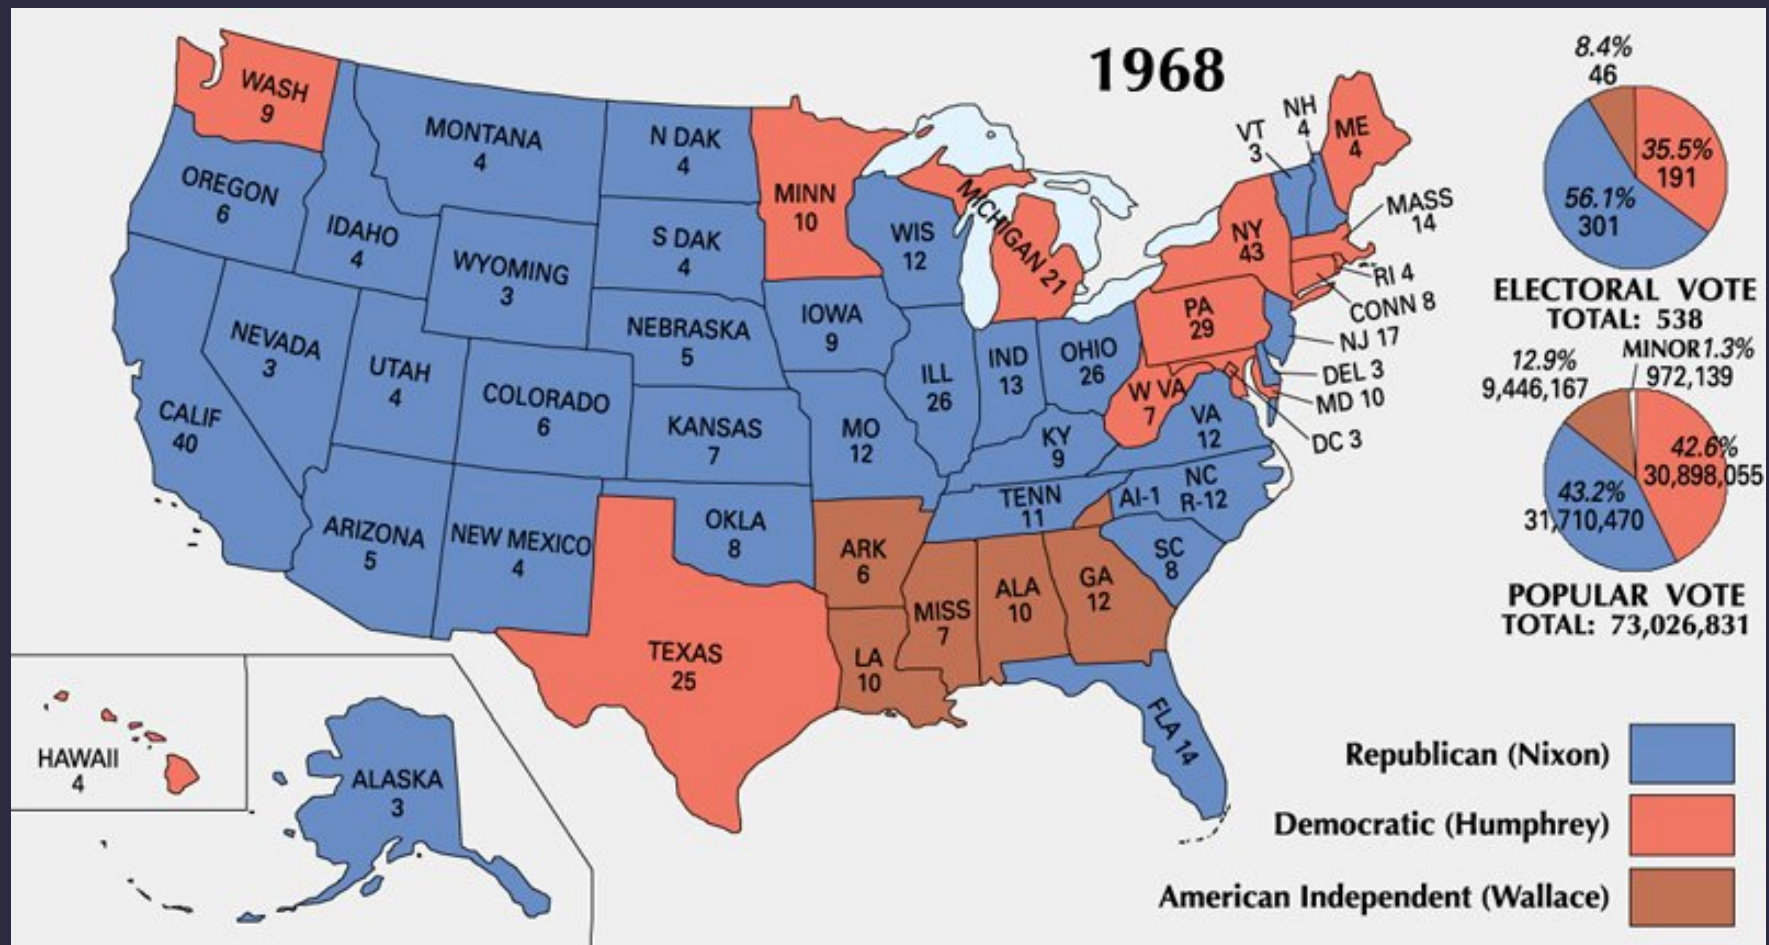 1968
WASH
9
OREGON
6
CALIF
40
NEVADA
3
IDAHO
4
MONTANA
4
WYOMING
3
UTAH
4
COLORADO
6
ARIZONA
5
NEW MEXICO
4
N DAK
4
S DAK
4
NEBRASKA
5
KANSAS
7
OKLA
8
TEXAS
25
MINN
10
IOWA
9
MO
12
ARK
6
LA
10
WIS
12
ILL
26
MICHIGAN 21
IND
13
OHIO
26
KY
9
TENN
11
MISS
7
ALA
10
GA
12
FLA 14
SC
8
AI-1
NC
R-12
VA
12
W VA
7
PA
29
NY
43
VT
3
NH
4
ME
4
MASS
14
RI 4
CONN 8
NJ 17
DEL 3
MD 10
DC 3
HAWAII
4
ALASKA
3
8.4%
46
35.5%
191
56.1%
301
ELECTORAL VOTE
TOTAL: 538
12.9%
9,446,167
MINOR 1.3%
972,139
42.6%
30,898,055
43.2%
31,710,470
POPULAR VOTE
TOTAL: 73,026,831
Republican (Nixon)
Democratic (Humphrey)
American Independent (Wallace)